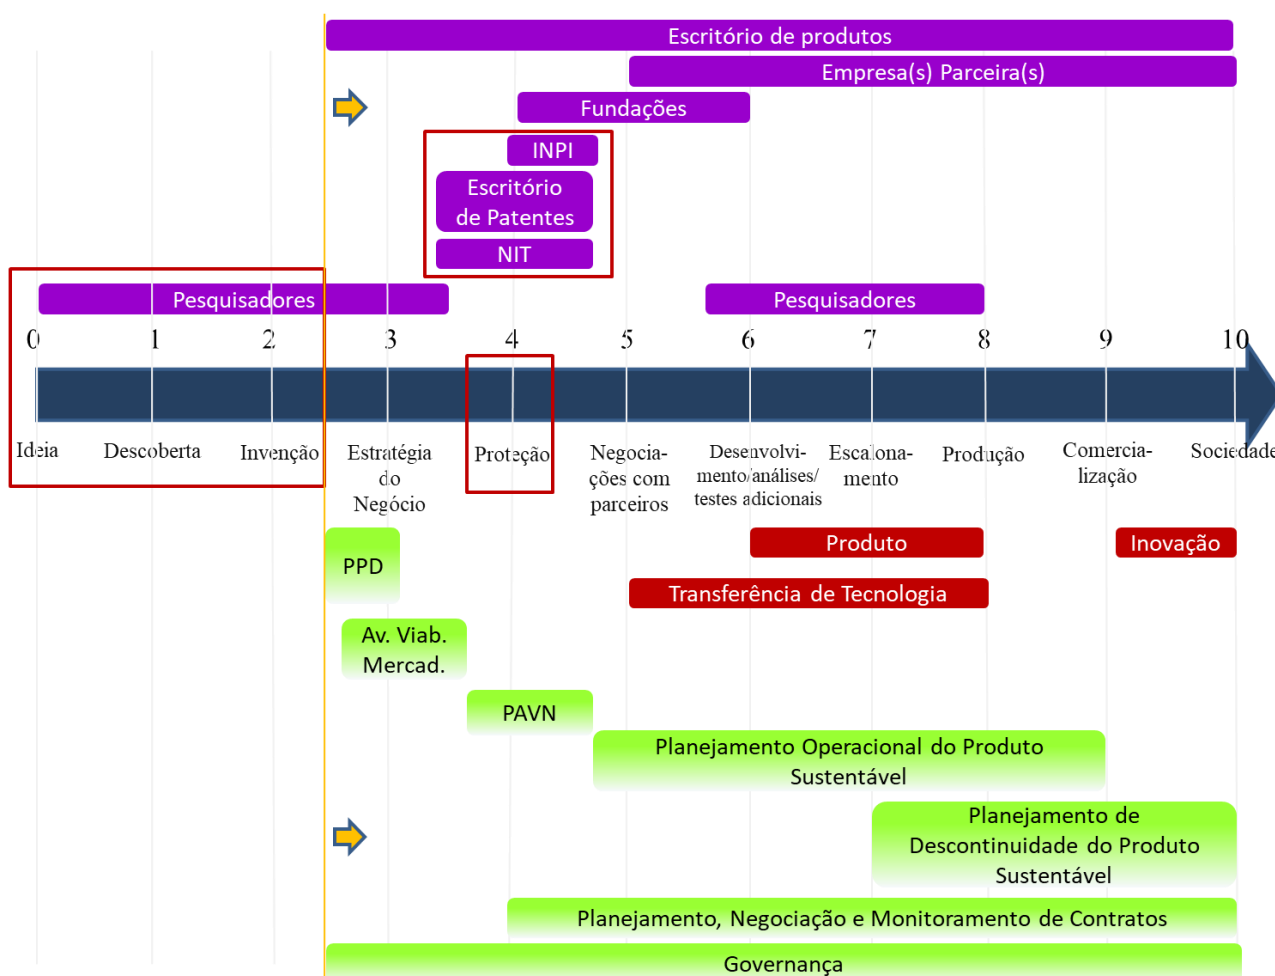 Escritório de produtos
Empresa(s) Parceira(s)
Fundações
INPI
Escritório
de Patentes
NIT
Pesquisadores
Pesquisadores
0 1 2 3 4 5 6 7 8 9 10
Ideia
Descoberta
Invenção
Estratégia
do
Negócio
Proteção
Negocia-
ções com
parceiros
Desenvolvi-
mento/análises/
testes adicionais
Escalona-
mento
Produção
Comercia-
lização
Sociedade
Produto
Inovação
PPD
Transferência de Tecnologia
Av. Viab.
Mercad.
PAVN
Planejamento Operacional do Produto
Sustentável
Planejamento de
Descontinuidade do Produto
Sustentável
Planejamento, Negociação e Monitoramento de Contratos
Governança